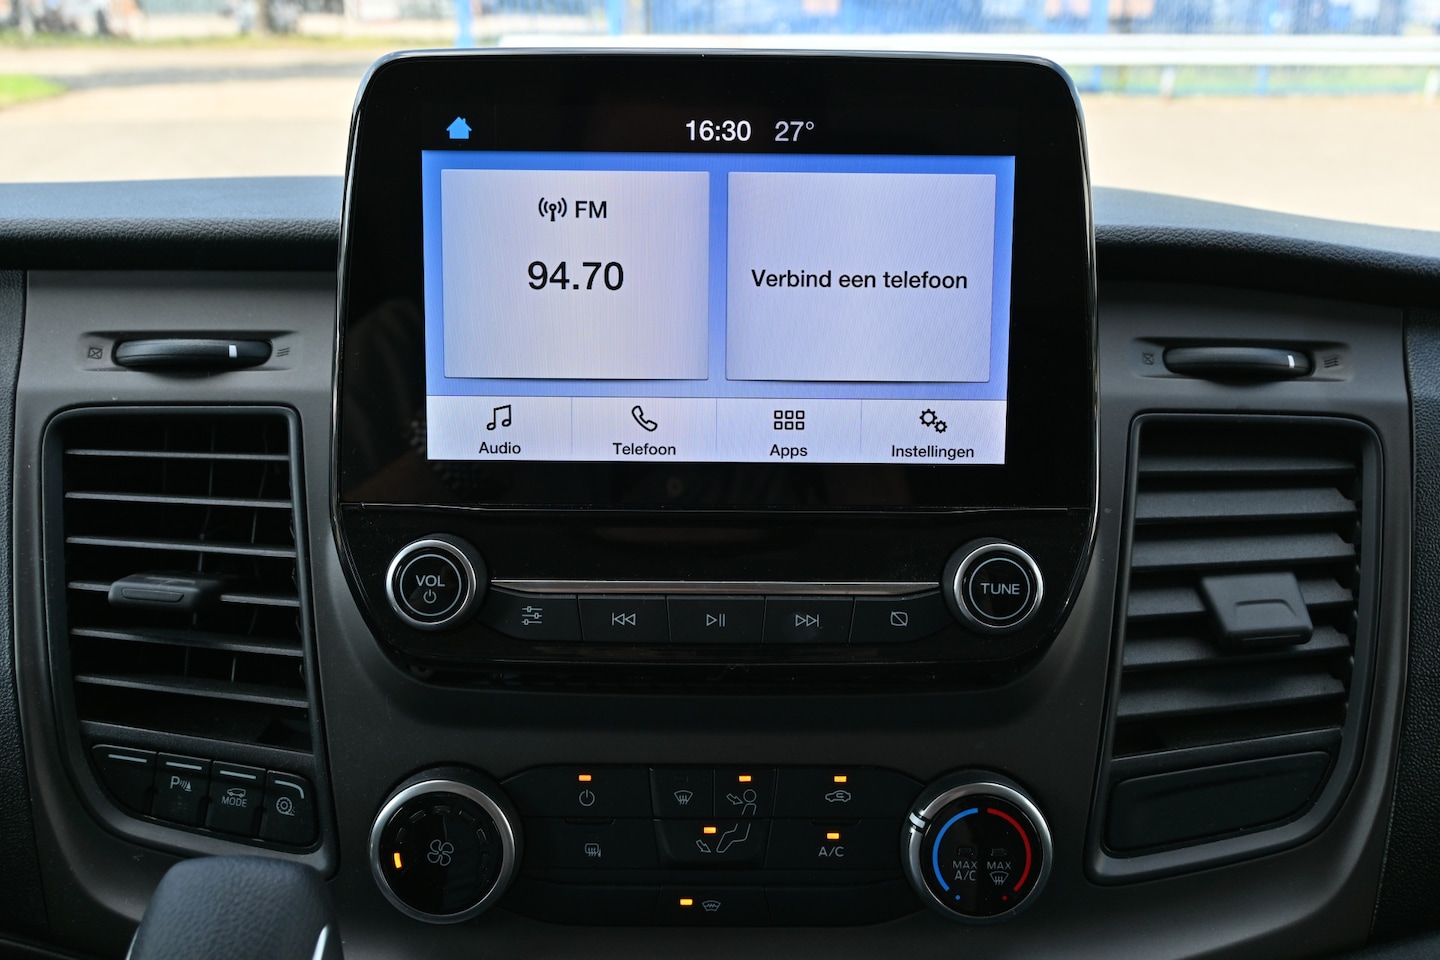 16:30 27°
FM
94.70
Verbind een telefoon
Audio
Telefoon
Apps
Instellingen
VOL
TUNE
P
MODE
A/C
MAX
A/C
MAX